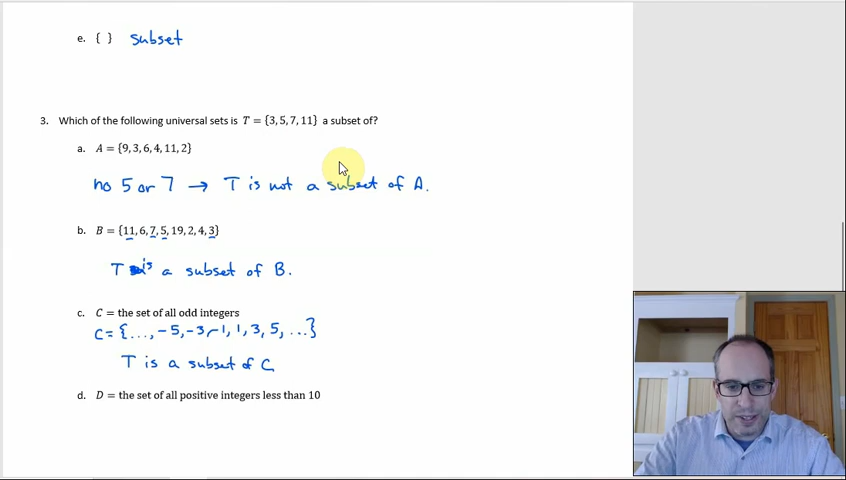 e. { } subset
3. Which of the following universal sets is T = {3, 5, 7, 11} a subset of?
a. A = {9, 3, 6, 4, 11, 2}
no 5 or 7 → T is not a subset of A.
b. B = {11, 6, 7, 5, 19, 2, 4, 3}
T is a subset of B.
c. C = the set of all odd integers
C = {..., -5, -3, -1, 1, 3, 5, ...}
T is a subset of C
d. D = the set of all positive integers less than 10